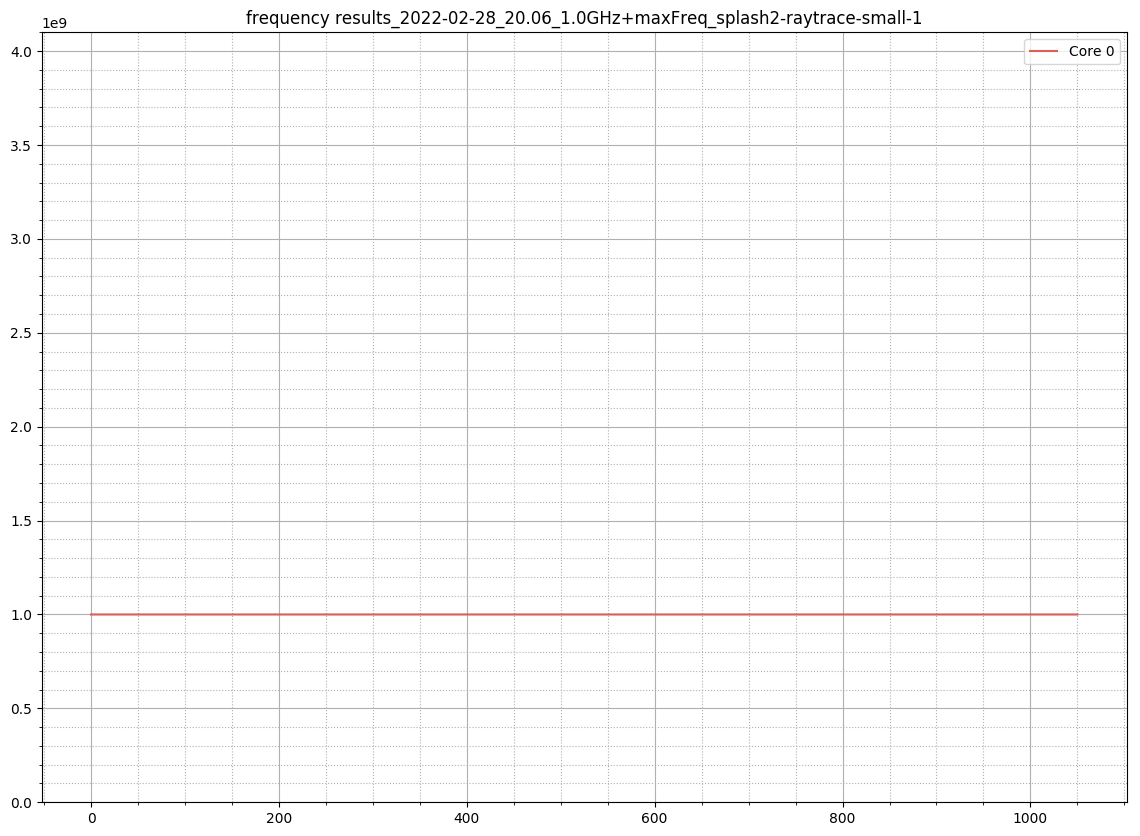 frequency results_2022-02-28_20.06_1.0GHz+maxFreq_splash2-raytrace-small-1
1e9
Core 0
4.0
3.5
3.0
2.5
2.0
1.5
1.0
0.5
0.0
0 200 400 600 800 1000